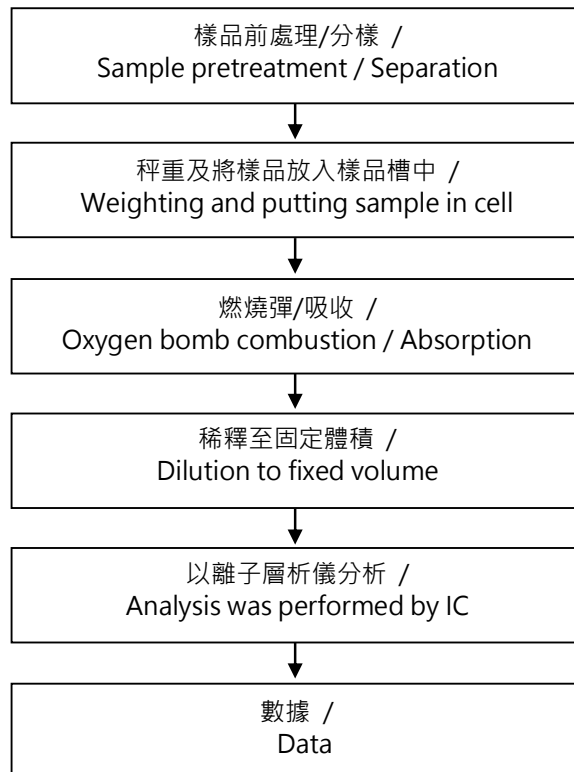 樣品前處理/分樣 /
Sample pretreatment / Separation
秤重及將樣品放入樣品槽中 /
Weighting and putting sample in cell
燃燒彈/吸收 /
Oxygen bomb combustion / Absorption
稀釋至固定體積 /
Dilution to fixed volume
以離子層析儀分析 /
Analysis was performed by IC
數據 /
Data